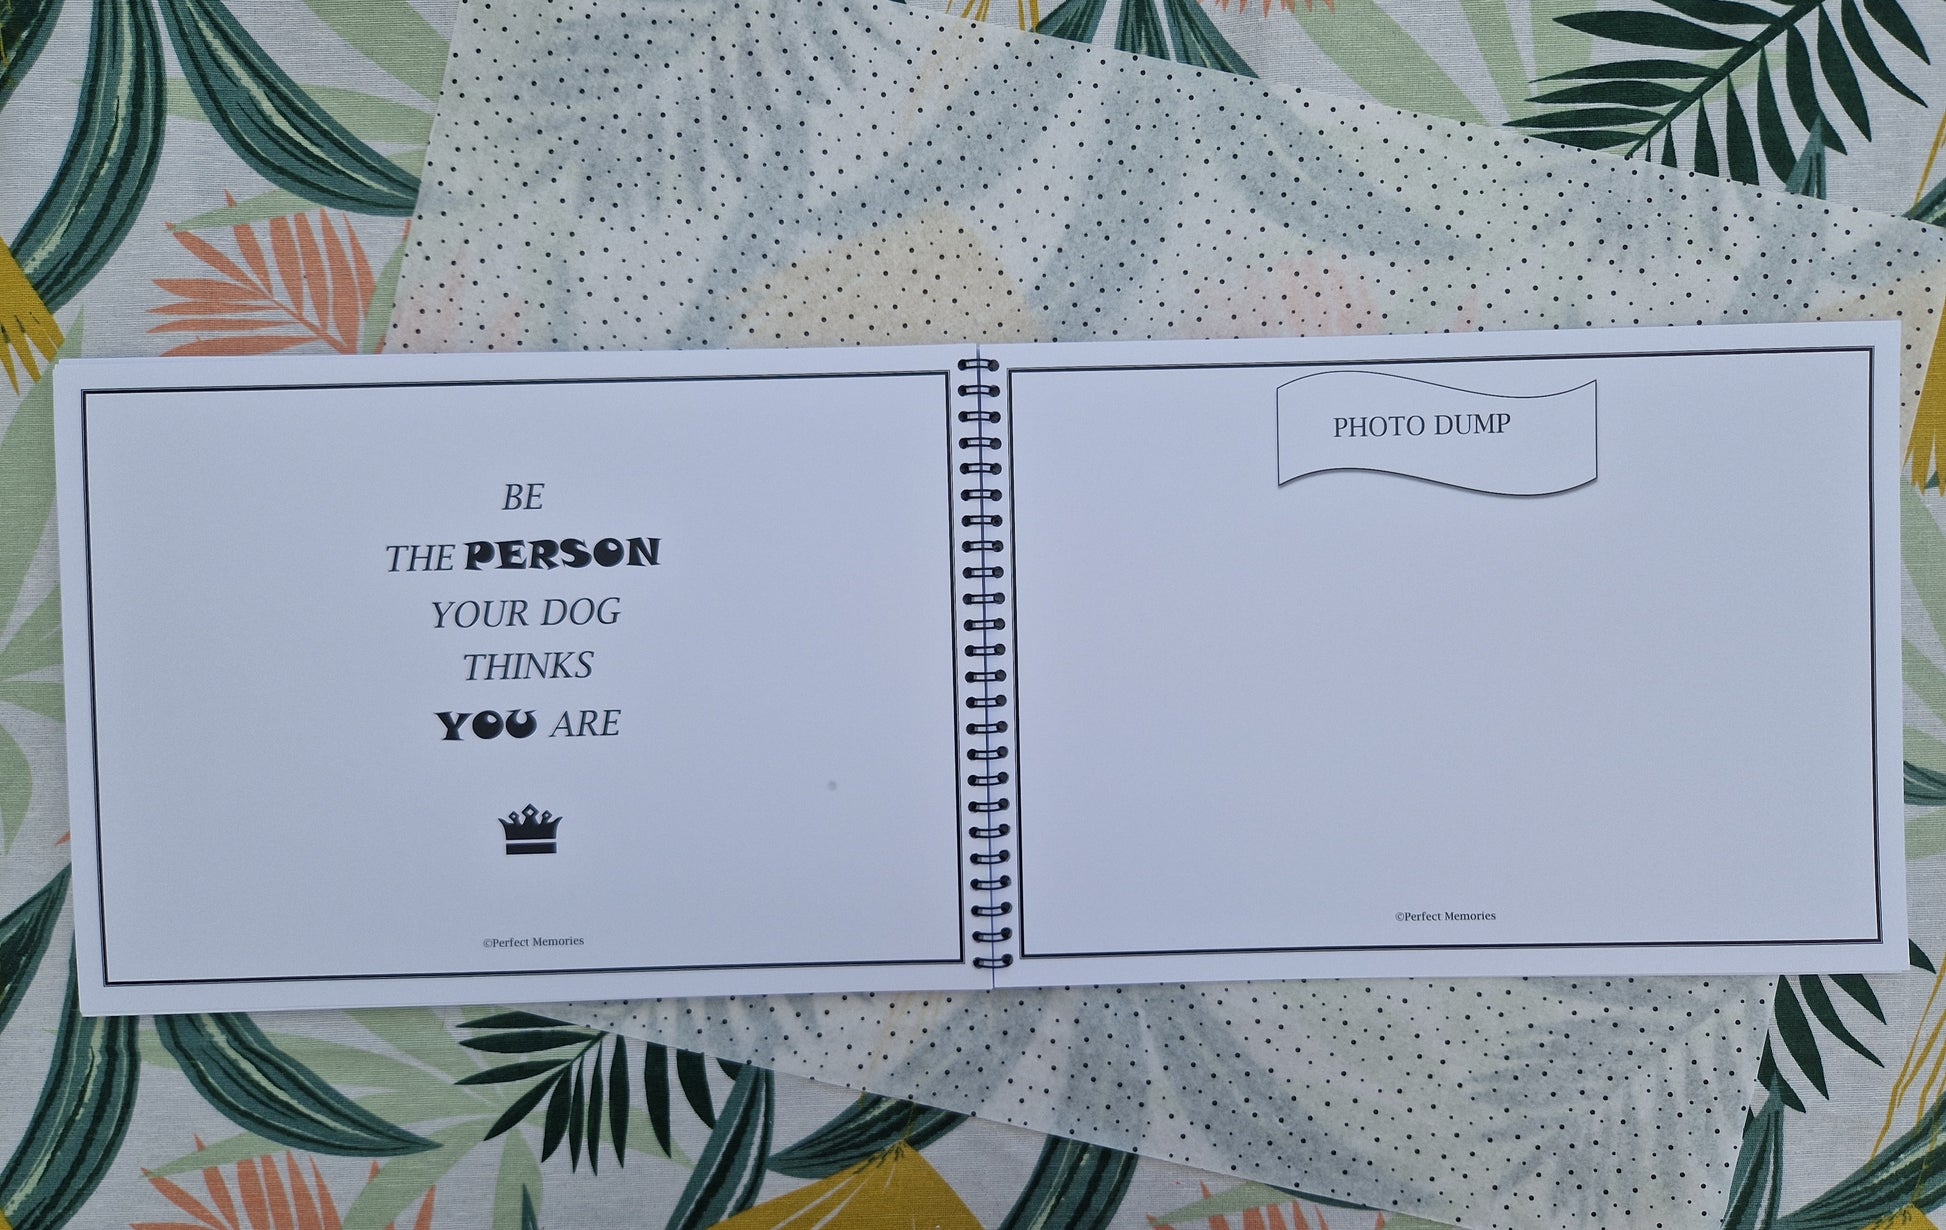 BE
THE PERSON
YOUR DOG
THINKS
YOU ARE
©Perfect Memories
PHOTO DUMP
©Perfect Memories